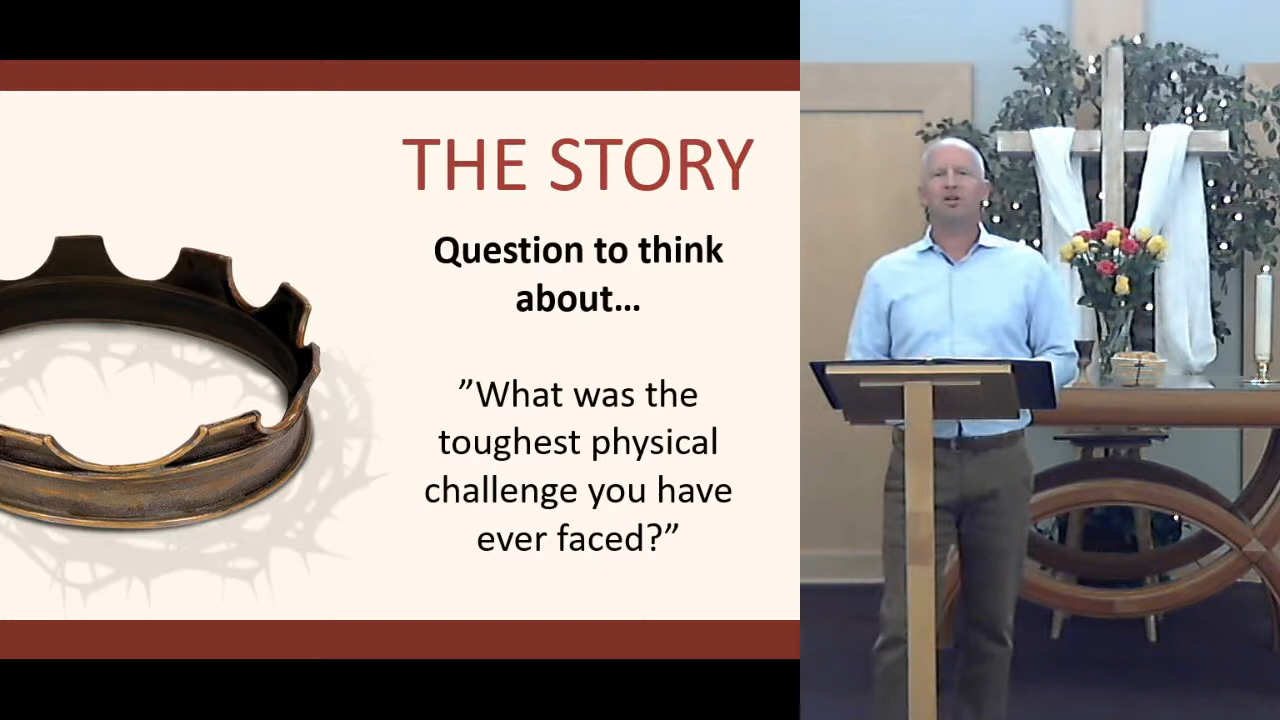 THE STORY
Question to think
about...
”What was the
toughest physical
challenge you have
ever faced?”